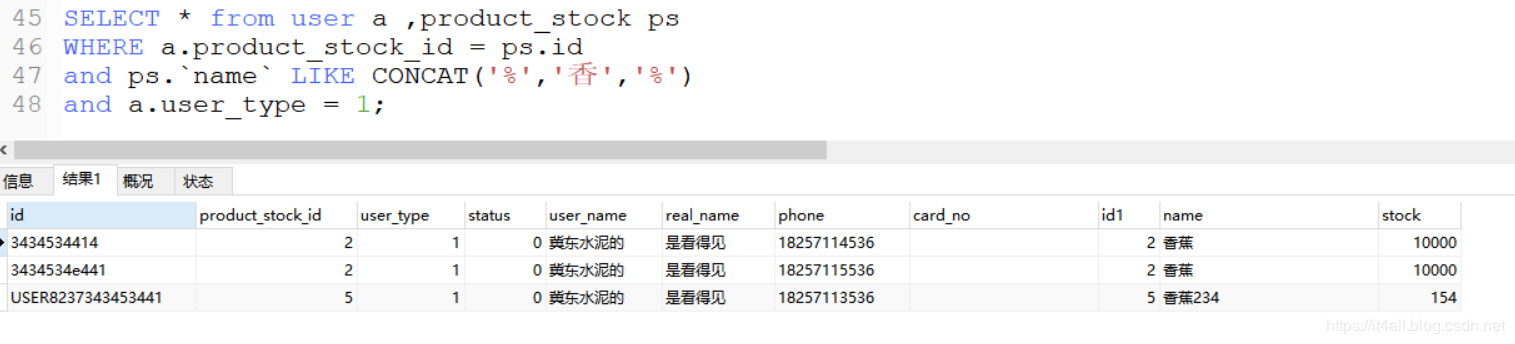 45 SELECT * from user a ,product_stock ps
46 WHERE a.product_stock_id = ps.id
47 and ps.`name` LIKE CONCAT('%','香','%')
48 and a.user_type = 1;
信息 结果1 概况 状态
id product_stock_id user_type status user_name real_name phone card_no id1 name stock
3434534414 2 1 0 冀东水泥的 是看得见 18257114536 2 香蕉 10000
3434534e441 2 1 0 冀东水泥的 是看得见 18257115536 2 香蕉 10000
USER8237343453441 5 1 0 冀东水泥的 是看得见 18257113536 5 香蕉234 154
https://it4all.blog.csdn.net